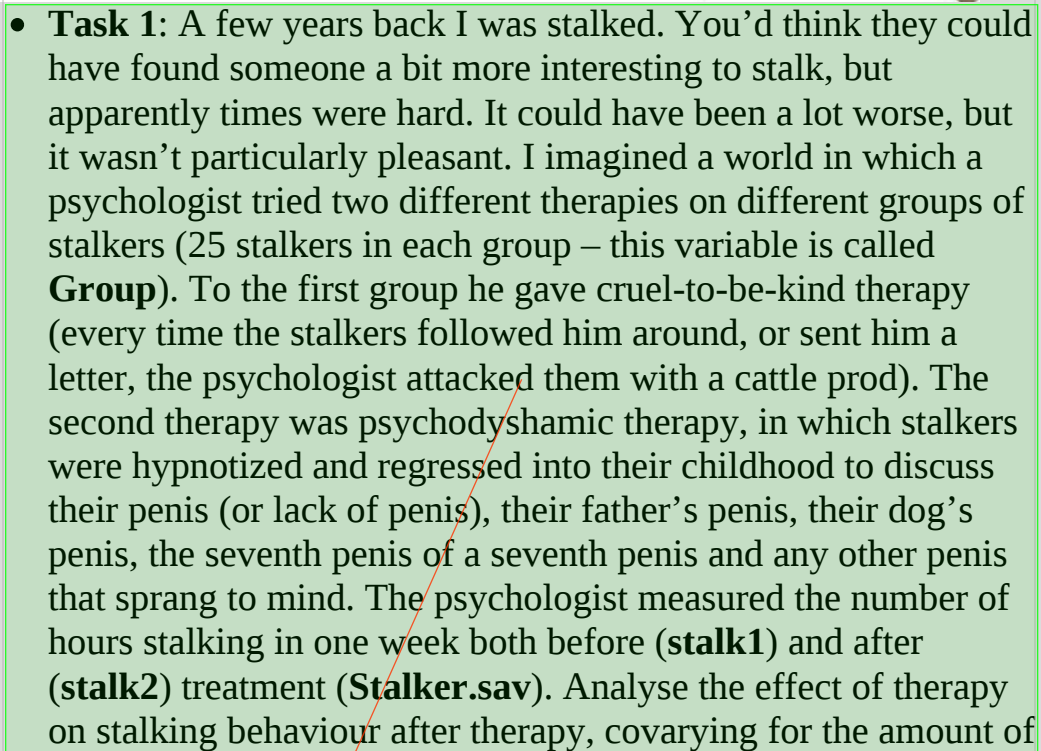 • Task 1: A few years back I was stalked. You’d think they could
have found someone a bit more interesting to stalk, but
apparently times were hard. It could have been a lot worse, but
it wasn’t particularly pleasant. I imagined a world in which a
psychologist tried two different therapies on different groups of
stalkers (25 stalkers in each group – this variable is called
Group). To the first group he gave cruel-to-be-kind therapy
(every time the stalkers followed him around, or sent him a
letter, the psychologist attacked them with a cattle prod). The
second therapy was psychodyshamic therapy, in which stalkers
were hypnotized and regressed into their childhood to discuss
their penis (or lack of penis), their father’s penis, their dog’s
penis, the seventh penis of a seventh penis and any other penis
that sprang to mind. The psychologist measured the number of
hours stalking in one week both before (stalk1) and after
(stalk2) treatment (Stalker.sav). Analyse the effect of therapy
on stalking behaviour after therapy, covarying for the amount of